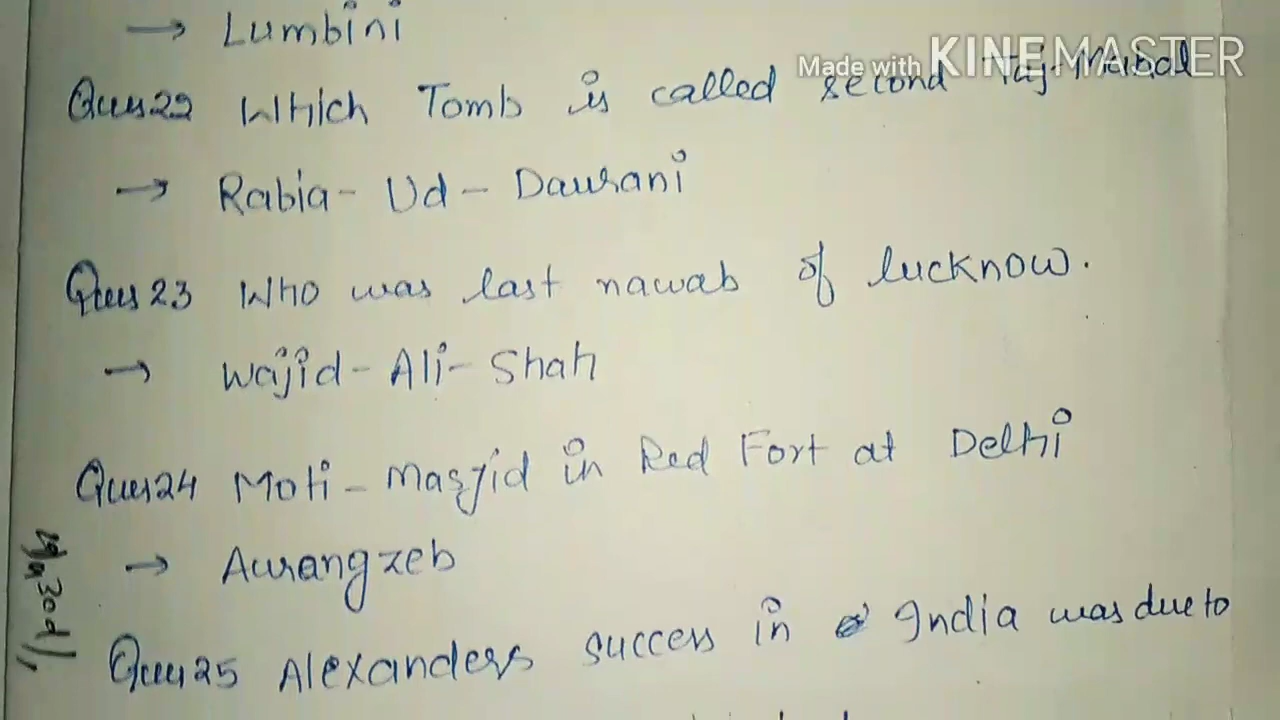 → Lumbini
Made with KINEMASTER
Ques22 Which Tomb is called second Taj-Mahal
→ Rabia-Ud-Daurani
Ques23 Who was last nawab of lucknow.
→ Wajid-Ali-Shah
Ques24 Moti-Masjid in Red Fort at Delhi
→ Aurangzeb
Ques25 Alexanders success in India was due to